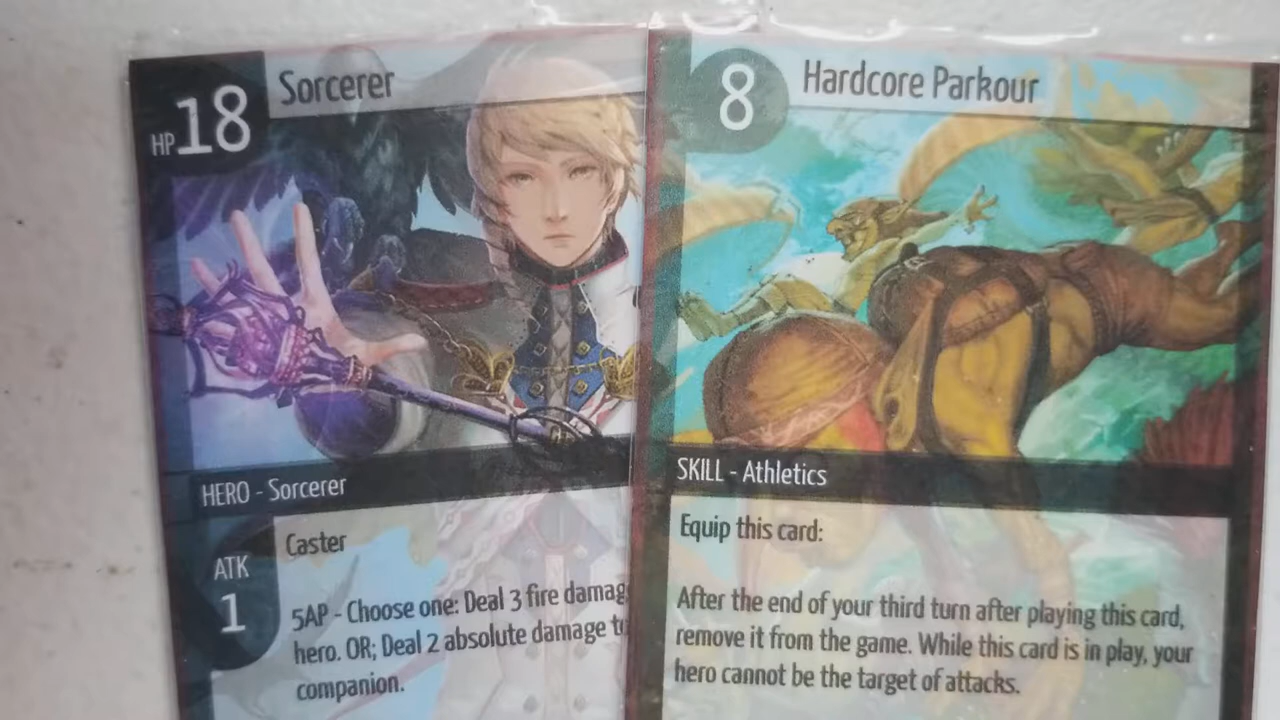 Sorcerer
HP 18
HERO - Sorcerer
ATK
1
Caster
5AP - Choose one: Deal 3 fire
hero. OR; Deal 2 absolute damage
companion.
Hardcore Parkour
8
SKILL - Athletics
Equip this card:
After the end of your third turn after playing this card,
remove it from the game. While this card is in play, your
hero cannot be the target of attacks.